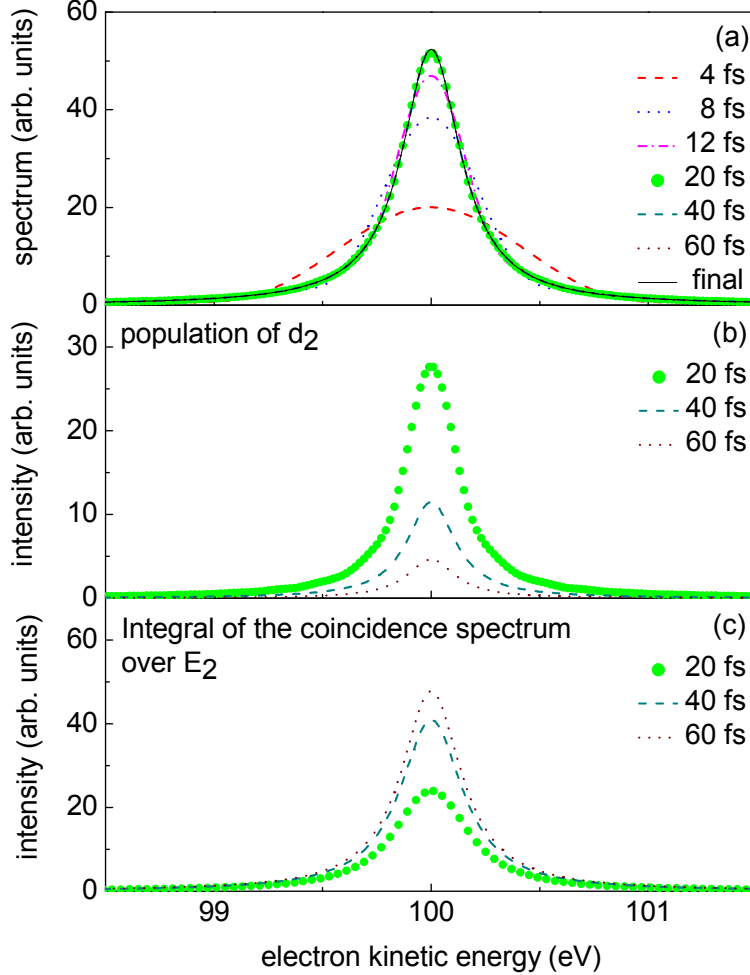 60
(a)
4 fs
8 fs
12 fs
20 fs
40 fs
60 fs
final
40
20
0
spectrum (arb. units)
population of d2
(b)
30
20 fs
40 fs
60 fs
20
10
0
intensity (arb. units)
Integral of the coincidence spectrum
over E2
(c)
60
20 fs
40 fs
60 fs
40
20
0
intensity (arb. units)
99 100 101
electron kinetic energy (eV)